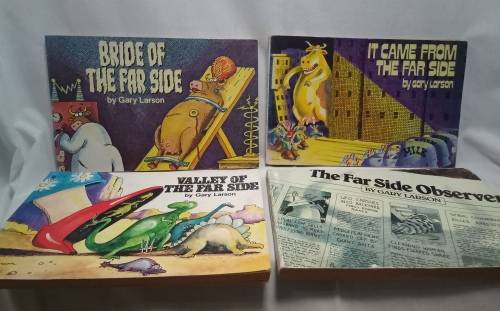 BRIDE OF
THE FAR SIDE
by Gary Larson
IT CAME FROM
THE FAR SIDE
by Gary Larson
MILK
VALLEY OF
THE FAR SIDE
by Gary Larson
The Far Side Observer
BY GARY LARSON